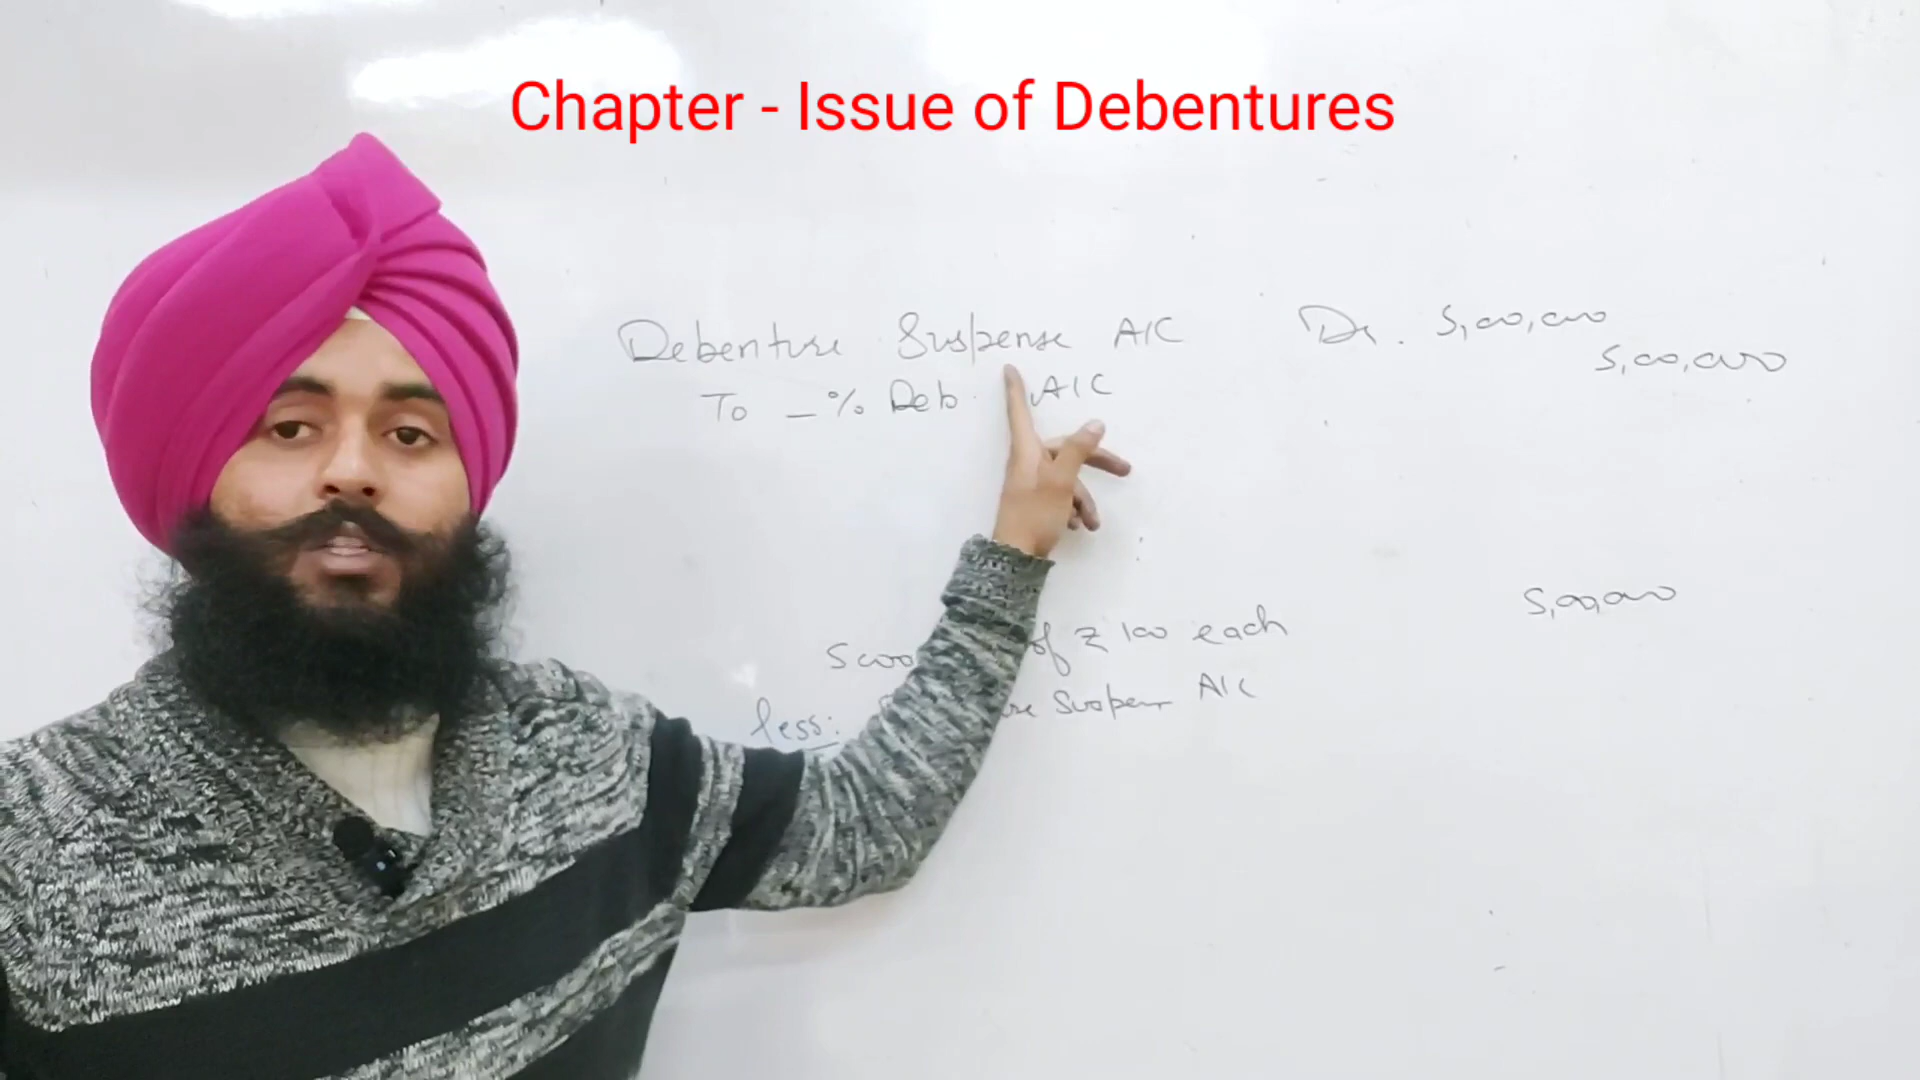 Chapter - Issue of Debentures
Debenture Suspense A/C Dr. 5,00,000
5,00,000
To _% Deb. A/C
5,00,000
5000 of ₹ 100 each
less: Suspense A/C